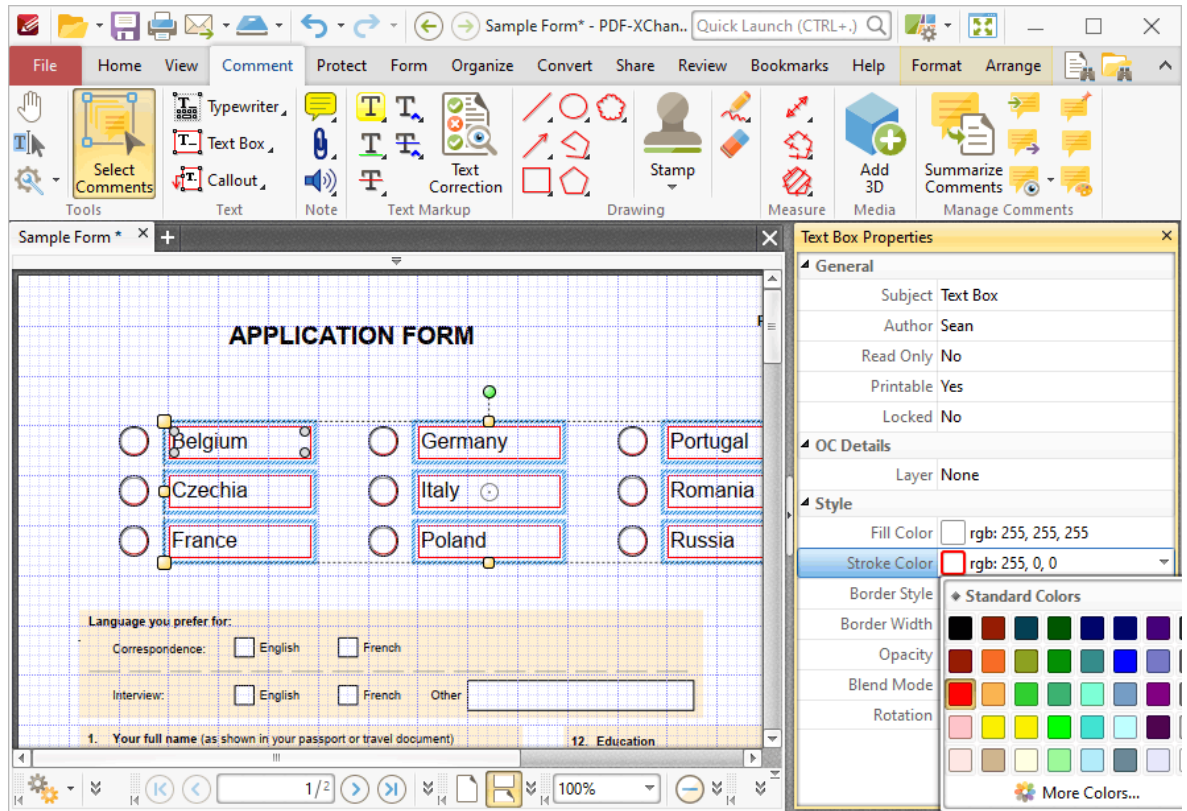 Sample Form* - PDF-XChan..
Quick Launch (CTRL+.)
File Home View Comment Protect Form Organize Convert Share Review Bookmarks Help Format Arrange
Select Comments
Typewriter
Text Box
Callout
Text Correction
Stamp
Add 3D
Summarize Comments
Tools Text Note Text Markup Drawing Measure Media Manage Comments
Sample Form *
APPLICATION FORM
Belgium Germany Portugal
Czechia Italy Romania
France Poland Russia
Language you prefer for:
Correspondence: English French
Interview: English French Other
1. Your full name (as shown in your passport or travel document) 12. Education
1/2 100%
Text Box Properties
General
Subject Text Box
Author Sean
Read Only No
Printable Yes
Locked No
OC Details
Layer None
Style
Fill Color rgb: 255, 255, 255
Stroke Color rgb: 255, 0, 0
Border Style
Border Width
Opacity
Blend Mode
Rotation
Standard Colors
More Colors...